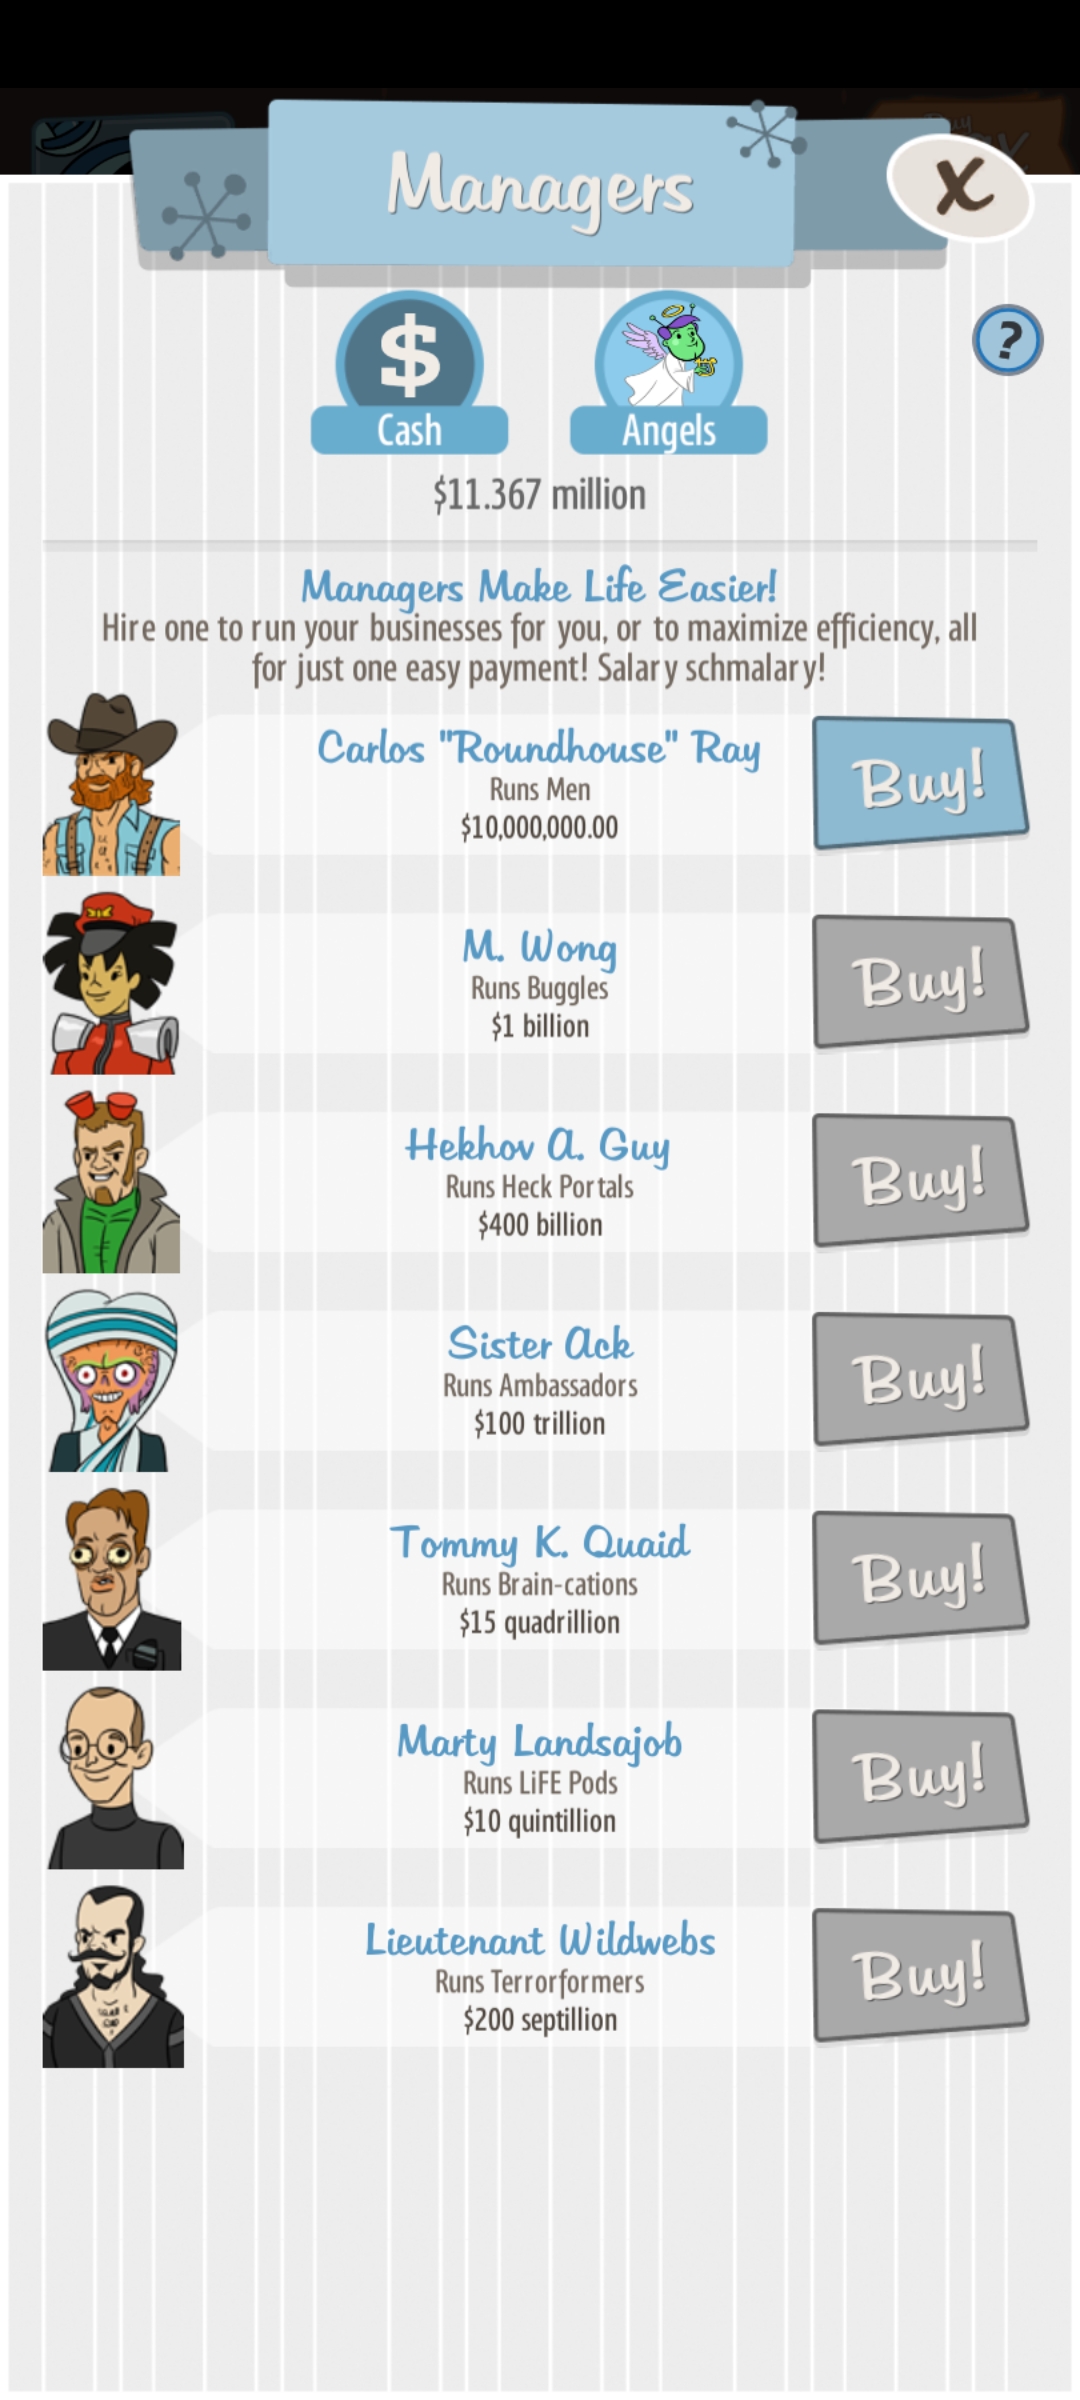 Managers
X
$
?
Cash
Angels
$11.367 million
Managers Make Life Easier!
Hire one to run your businesses for you, or to maximize efficiency, all
for just one easy payment! Salary schmalary!
Carlos "Roundhouse" Ray
Runs Men
$10,000,000.00
Buy!
M. Wong
Runs Buggles
$1 billion
Buy!
Hekhov A. Guy
Runs Heck Portals
$400 billion
Buy!
Sister Ack
Runs Ambassadors
$100 trillion
Buy!
Tommy K. Quaid
Runs Brain-cations
$15 quadrillion
Buy!
Marty Landsajob
Runs LiFE Pods
$10 quintillion
Buy!
Lieutenant Wildwebs
Runs Terrorformers
$200 septillion
Buy!